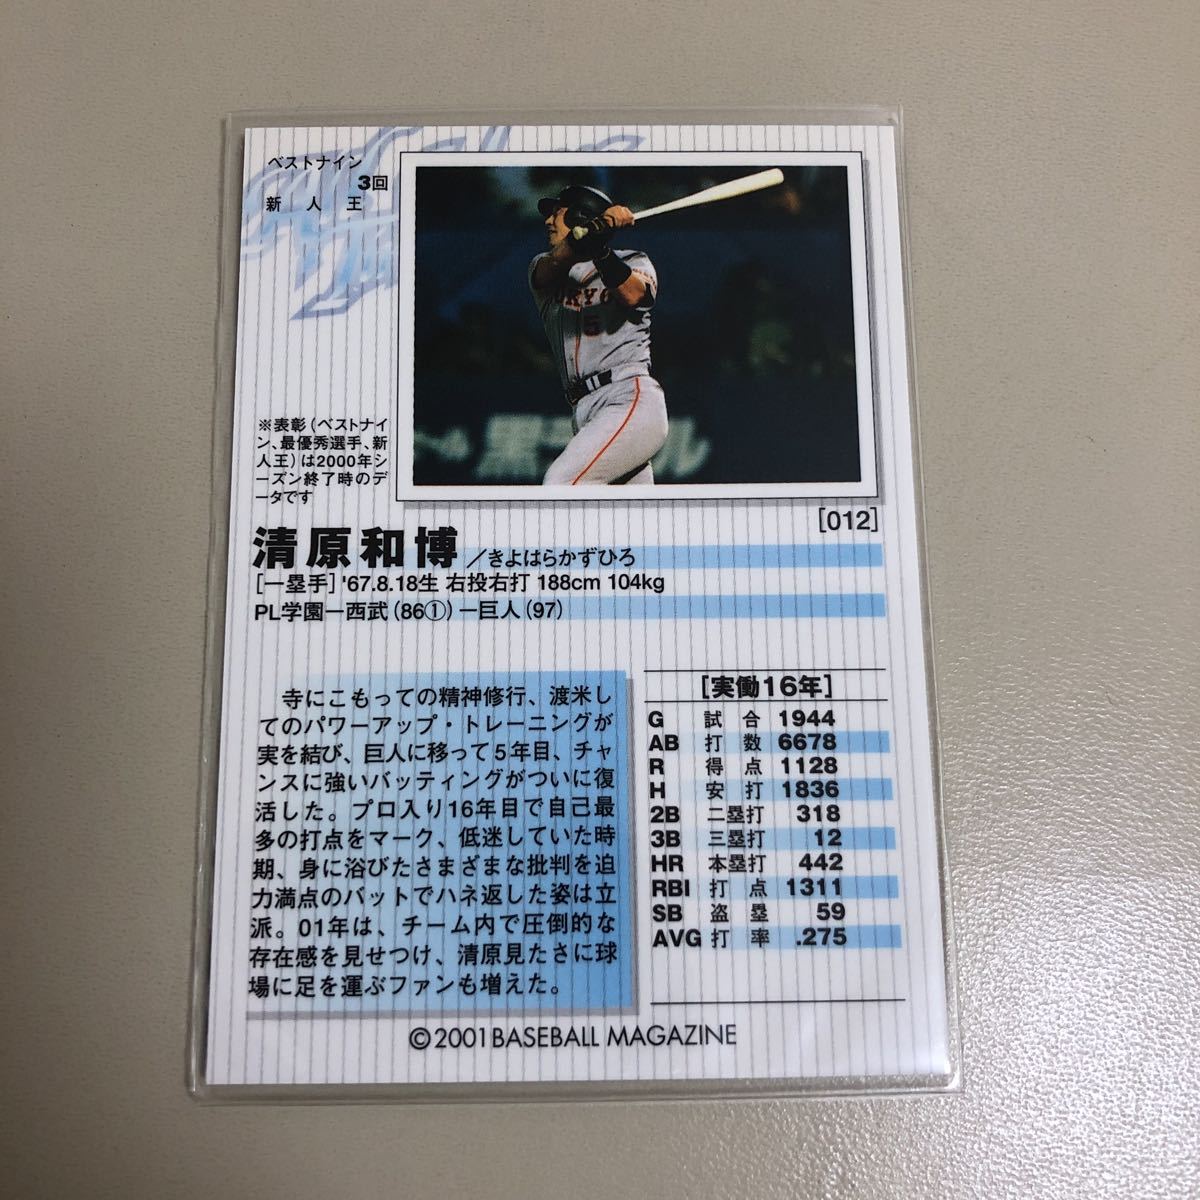 ベストナイン
3回
新人王
TOKYO
5
※表彰(ベストナイ
ン、最優秀選手、新
人王)は2000年シ
ーズン終了時のデ
ータです
[012]
清原和博/きよはらかずひろ
[一塁手] '67.8.18生 右投右打 188cm 104kg
PL学園―西武(86①)―巨人(97)
寺にこもっての精神修行、渡米し
てのパワーアップ・トレーニングが
実を結び、巨人に移って5年目、チャ
ンスに強いバッティングがついに復
活した。プロ入り16年目で自己最
多の打点をマーク、低迷していた時
期、身に浴びたさまざまな批判を迫
力満点のバットでハネ返した姿は立
派。01年は、チーム内で圧倒的な
存在感を見せつけ、清原見たさに球
場に足を運ぶファンも増えた。
[実働16年]
G 試合 1944
AB 打数 6678
R 得点 1128
H 安打 1836
2B 二塁打 318
3B 三塁打 12
HR 本塁打 442
RBI 打点 1311
SB 盗塁 59
AVG 打率 .275
©2001 BASEBALL MAGAZINE